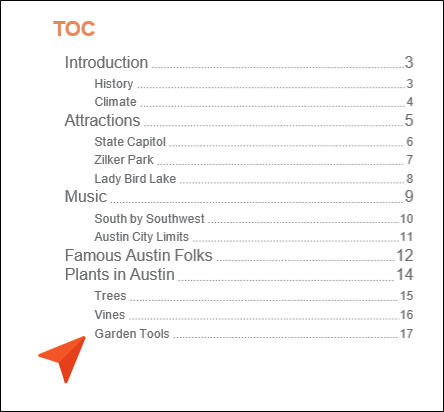 TOC
Introduction 3
History 3
Climate 4
Attractions 5
State Capitol 6
Zilker Park 7
Lady Bird Lake 8
Music 9
South by Southwest 10
Austin City Limits 11
Famous Austin Folks 12
Plants in Austin 14
Trees 15
Vines 16
Garden Tools 17